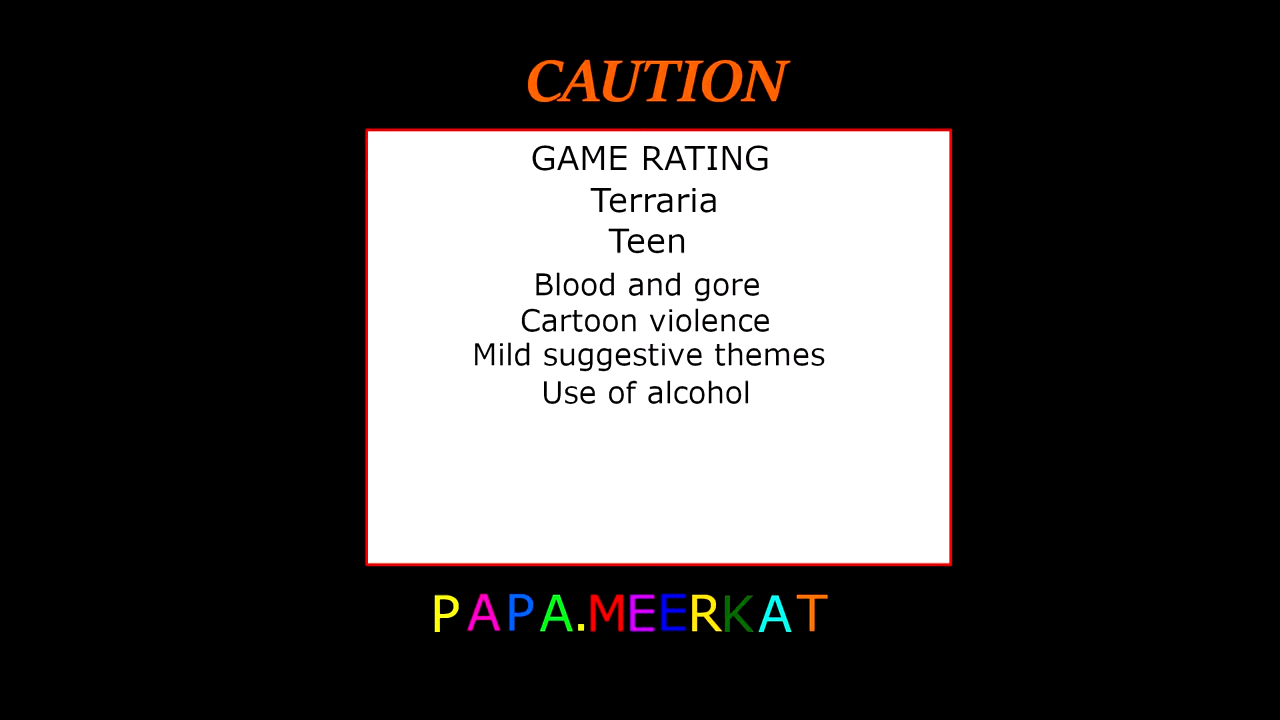 CAUTION
GAME RATING
Terraria
Teen
Blood and gore
Cartoon violence
Mild suggestive themes
Use of alcohol
PAPA.MEERKAT